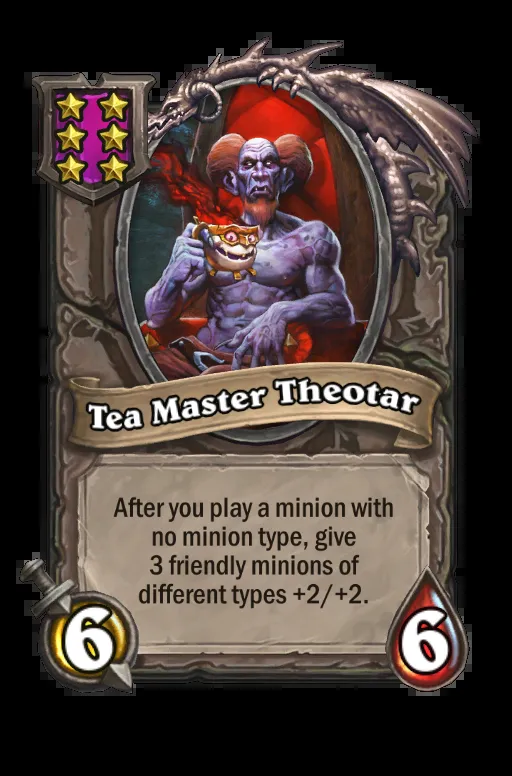 Tea Master Theotar
After you play a minion with
no minion type, give
3 friendly minions of
different types +2/+2.
6
6